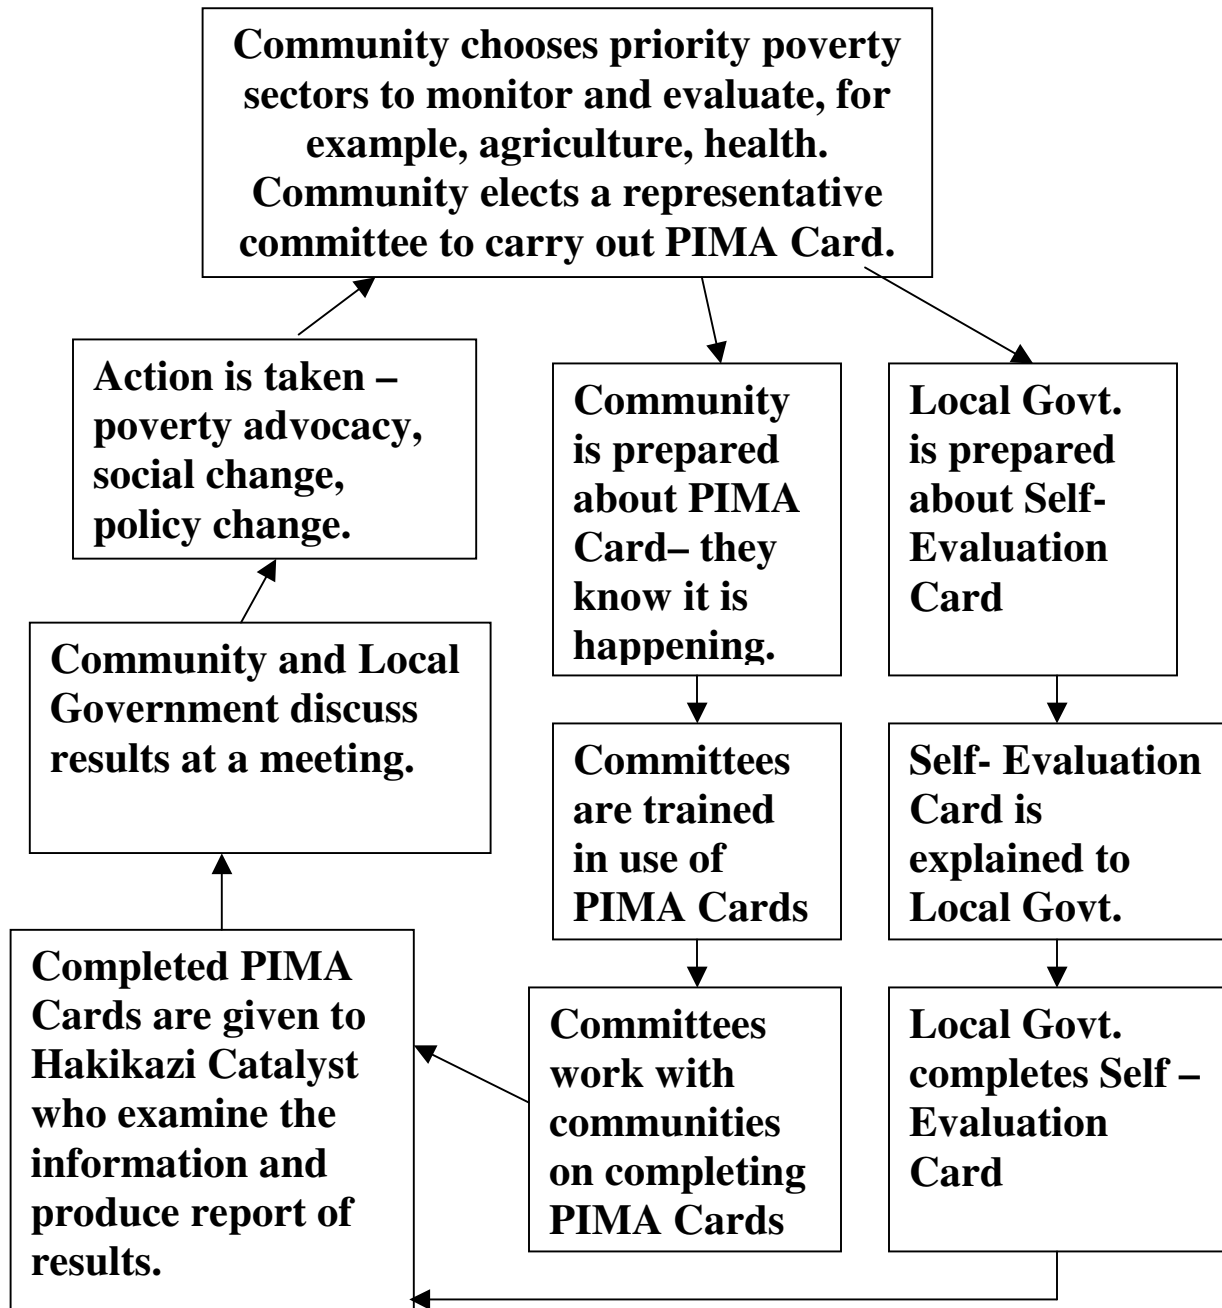 Community chooses priority poverty
sectors to monitor and evaluate, for
example, agriculture, health.
Community elects a representative
committee to carry out PIMA Card.
Action is taken –
poverty advocacy,
social change,
policy change.
Community
is prepared
about PIMA
Card– they
know it is
happening.
Local Govt.
is prepared
about Self-
Evaluation
Card
Community and Local
Government discuss
results at a meeting.
Committees
are trained
in use of
PIMA Cards
Self- Evaluation
Card is
explained to
Local Govt.
Completed PIMA
Cards are given to
Hakikazi Catalyst
who examine the
information and
produce report of
results.
Committees
work with
communities
on completing
PIMA Cards
Local Govt.
completes Self –
Evaluation
Card